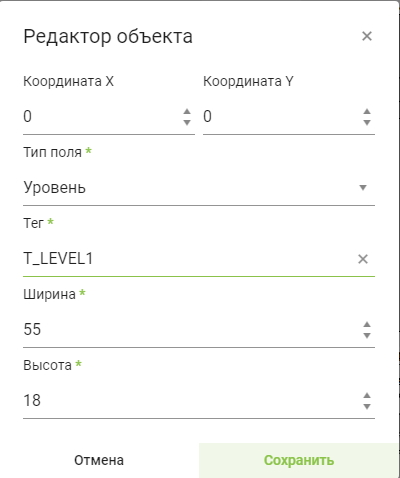 Редактор объекта
Координата X Координата Y
0 0
Тип поля *
Уровень
Тег *
T_LEVEL1
Ширина *
55
Высота *
18
Отмена Сохранить